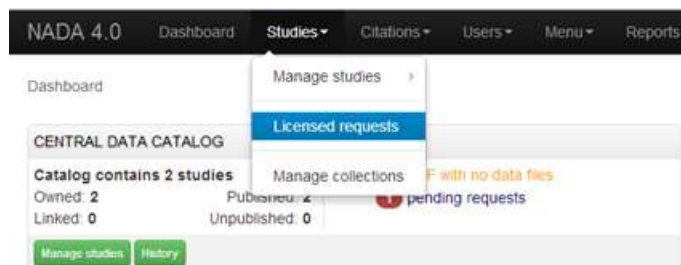 NADA 4.0 Dashboard Studies Citations Users Menu Reports
Manage studies
Dashboard
Licensed requests
CENTRAL DATA CATALOG
Manage collections
Catalog contains 2 studies F with no data files
Owned: 2 Published: 2 pending requests
Linked: 0 Unpublished: 0
Manage studies History